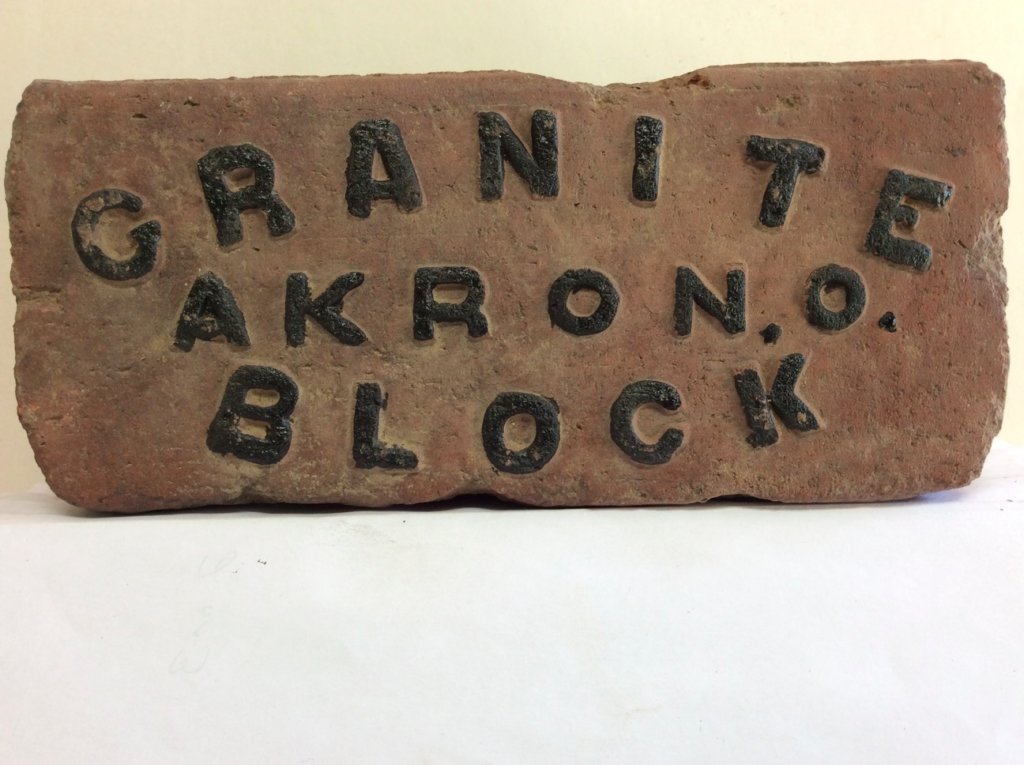 GRANITE
AKRON, O.
BLOCK